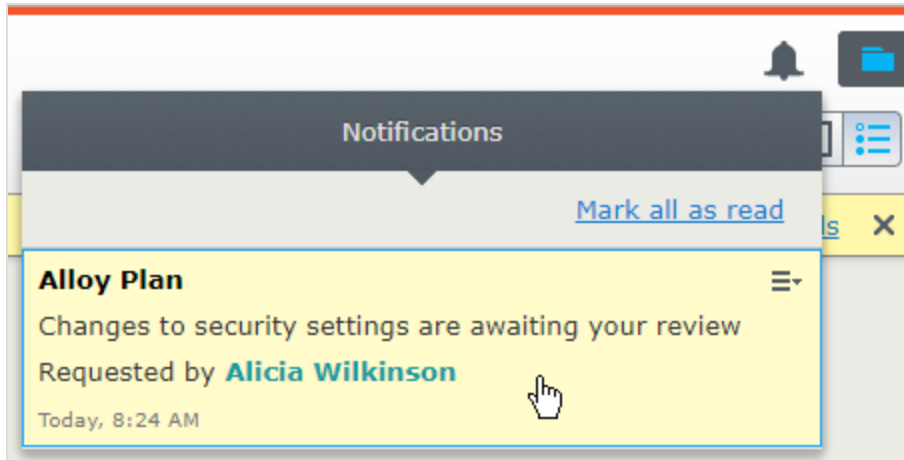 Notifications
Mark all as read
ls
Alloy Plan
Changes to security settings are awaiting your review
Requested by Alicia Wilkinson
Today, 8:24 AM